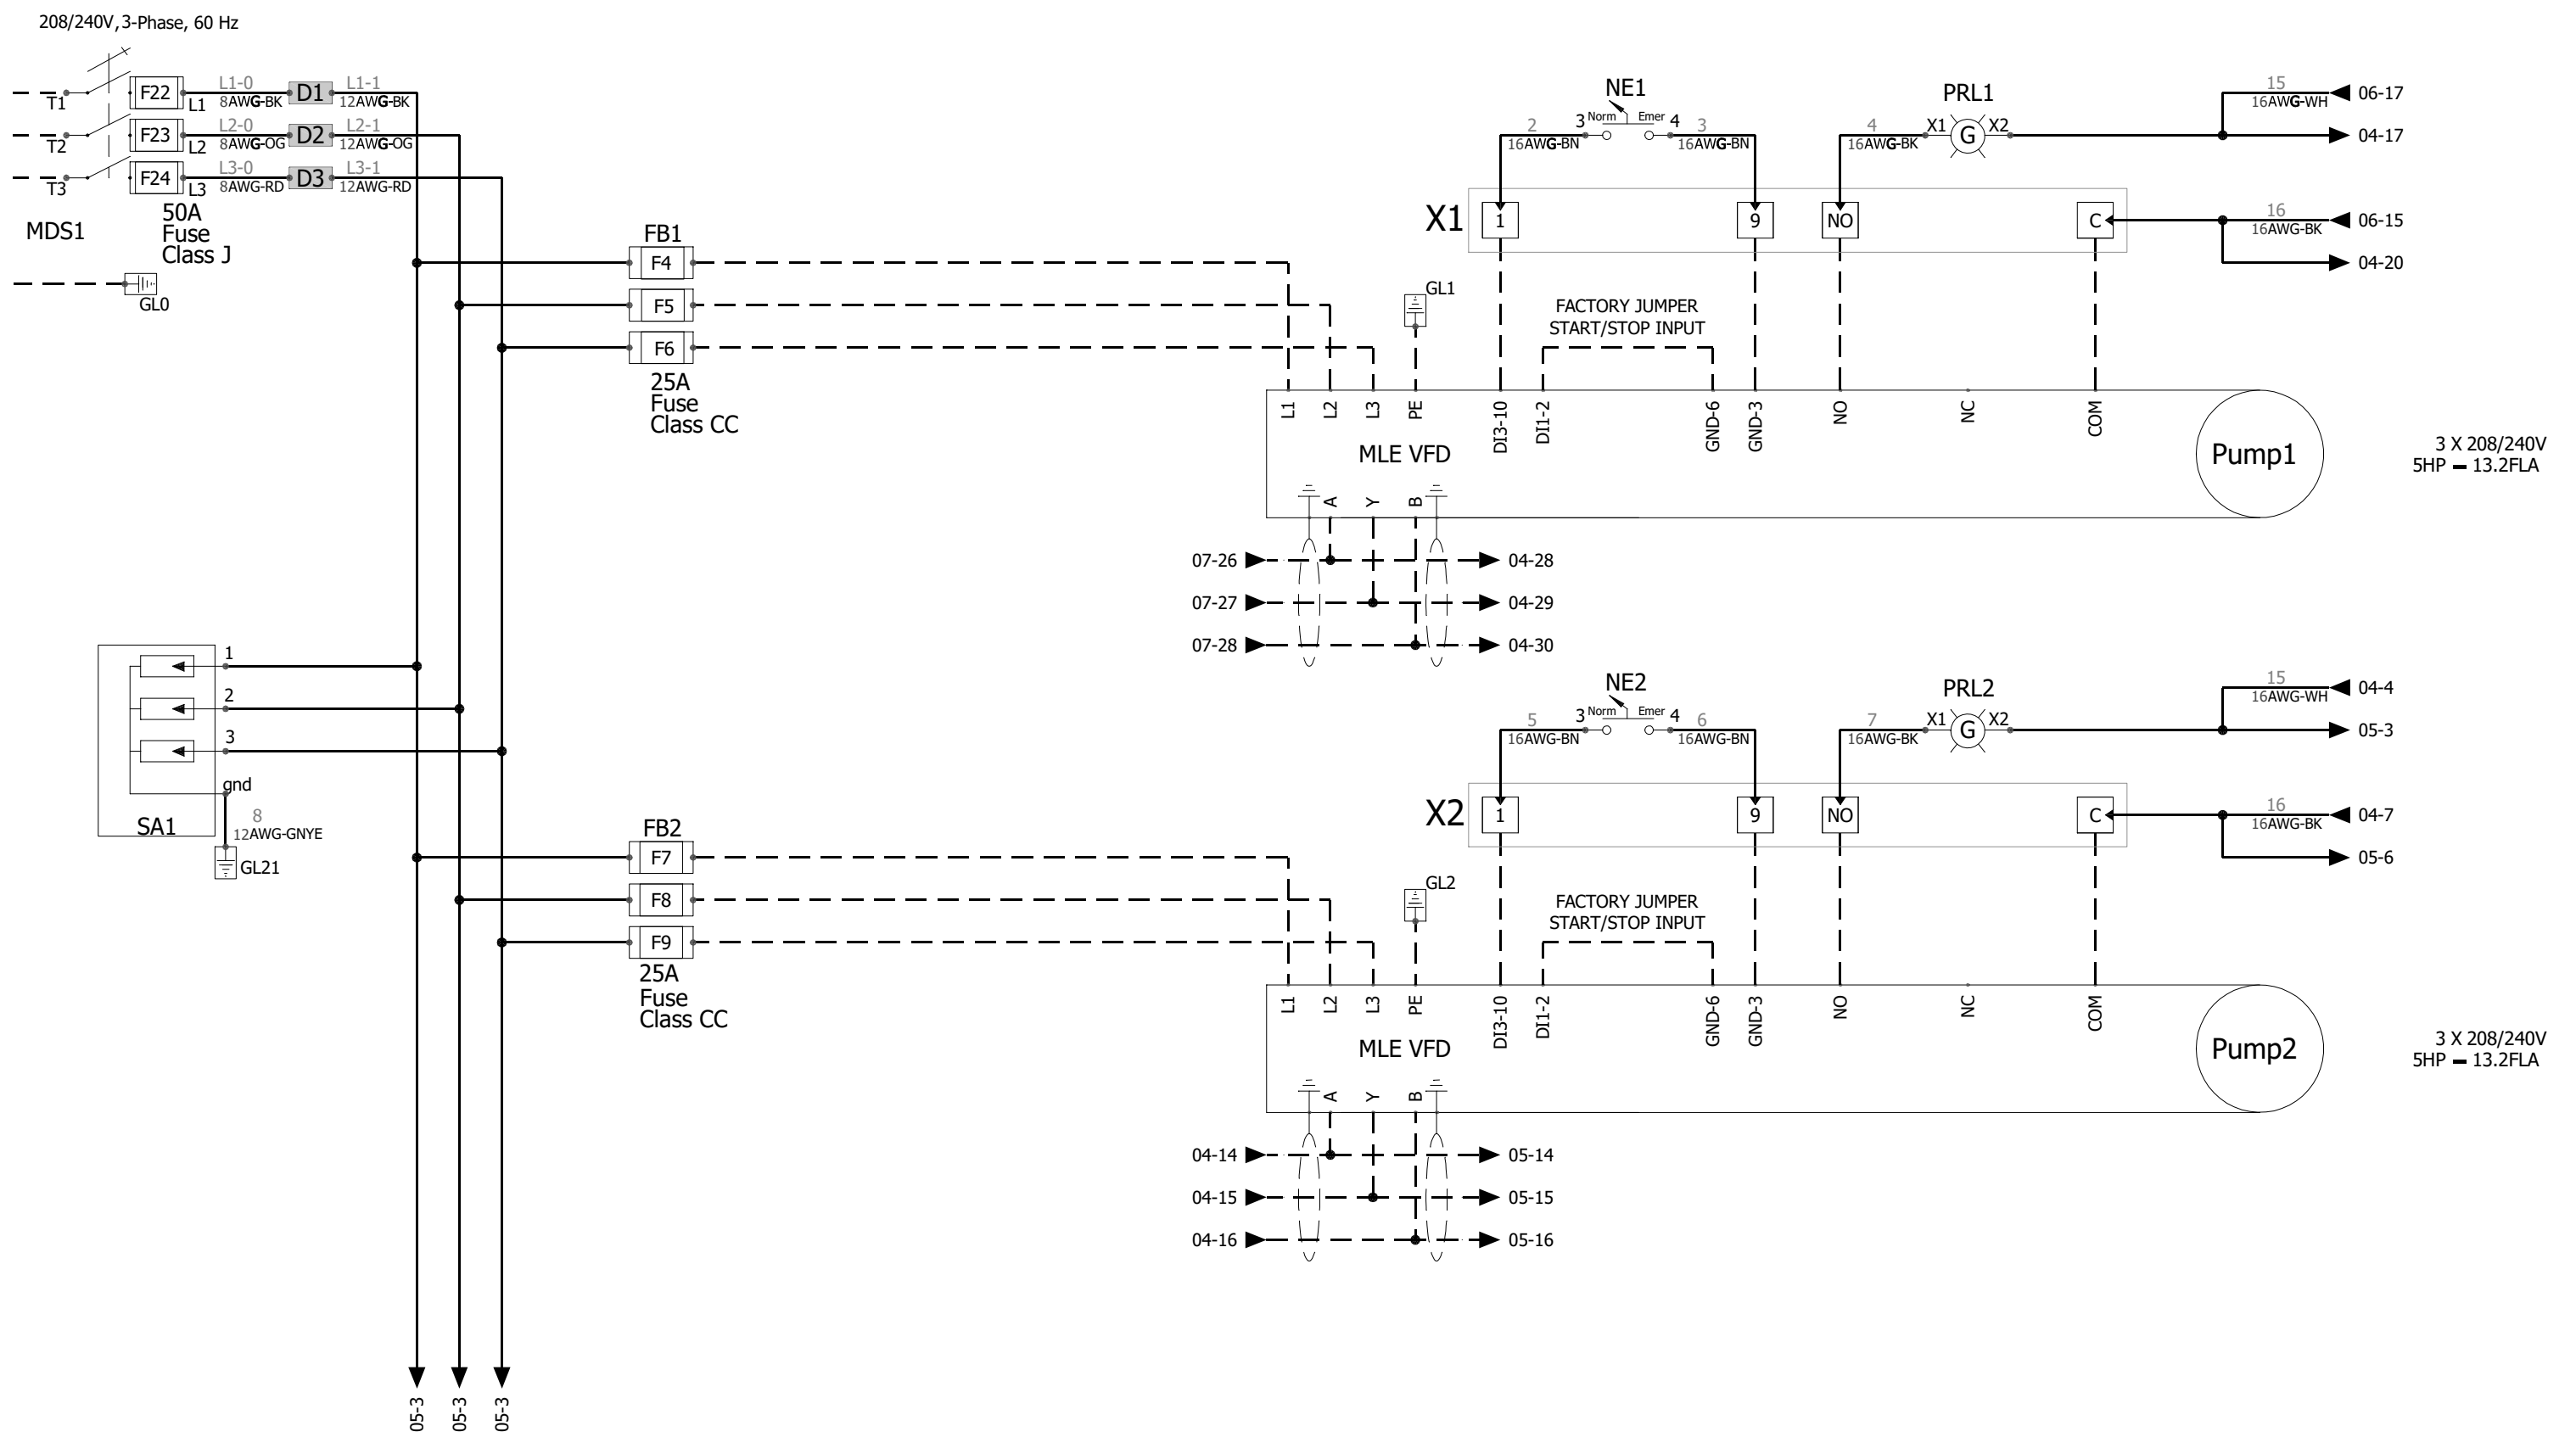 208/240V, 3-Phase, 60 Hz
T1
F22
L1
L1-0
8AWG-BK
D1
L1-1
12AWG-BK
T2
F23
L2
L2-0
8AWG-OG
D2
L2-1
12AWG-OG
T3
F24
L3
L3-0
8AWG-RD
D3
L3-1
12AWG-RD
MDS1
50A
Fuse
Class J
GL0
FB1
F4
F5
F6
25A
Fuse
Class CC
NE1
2
16AWG-BN
3
Norm
Emer
4
3
16AWG-BN
PRL1
4
16AWG-BK
X1
G
X2
15
16AWG-WH
06-17
04-17
X1
1
9
NO
C
16
16AWG-BK
06-15
04-20
GL1
FACTORY JUMPER
START/STOP INPUT
L1
L2
L3
PE
DI3-10
DI1-2
GND-6
GND-3
NO
NC
COM
MLE VFD
Pump1
3 X 208/240V
5HP - 13.2FLA
A
Y
B
07-26
04-28
07-27
04-29
07-28
04-30
1
2
3
gnd
SA1
8
12AWG-GNYE
GL21
FB2
F7
F8
F9
25A
Fuse
Class CC
NE2
5
16AWG-BN
3
Norm
Emer
4
6
16AWG-BN
PRL2
7
16AWG-BK
X1
G
X2
15
16AWG-WH
04-4
05-3
X2
1
9
NO
C
16
16AWG-BK
04-7
05-6
GL2
FACTORY JUMPER
START/STOP INPUT
L1
L2
L3
PE
DI3-10
DI1-2
GND-6
GND-3
NO
NC
COM
MLE VFD
Pump2
3 X 208/240V
5HP - 13.2FLA
A
Y
B
04-14
05-14
04-15
05-15
04-16
05-16
05-3
05-3
05-3